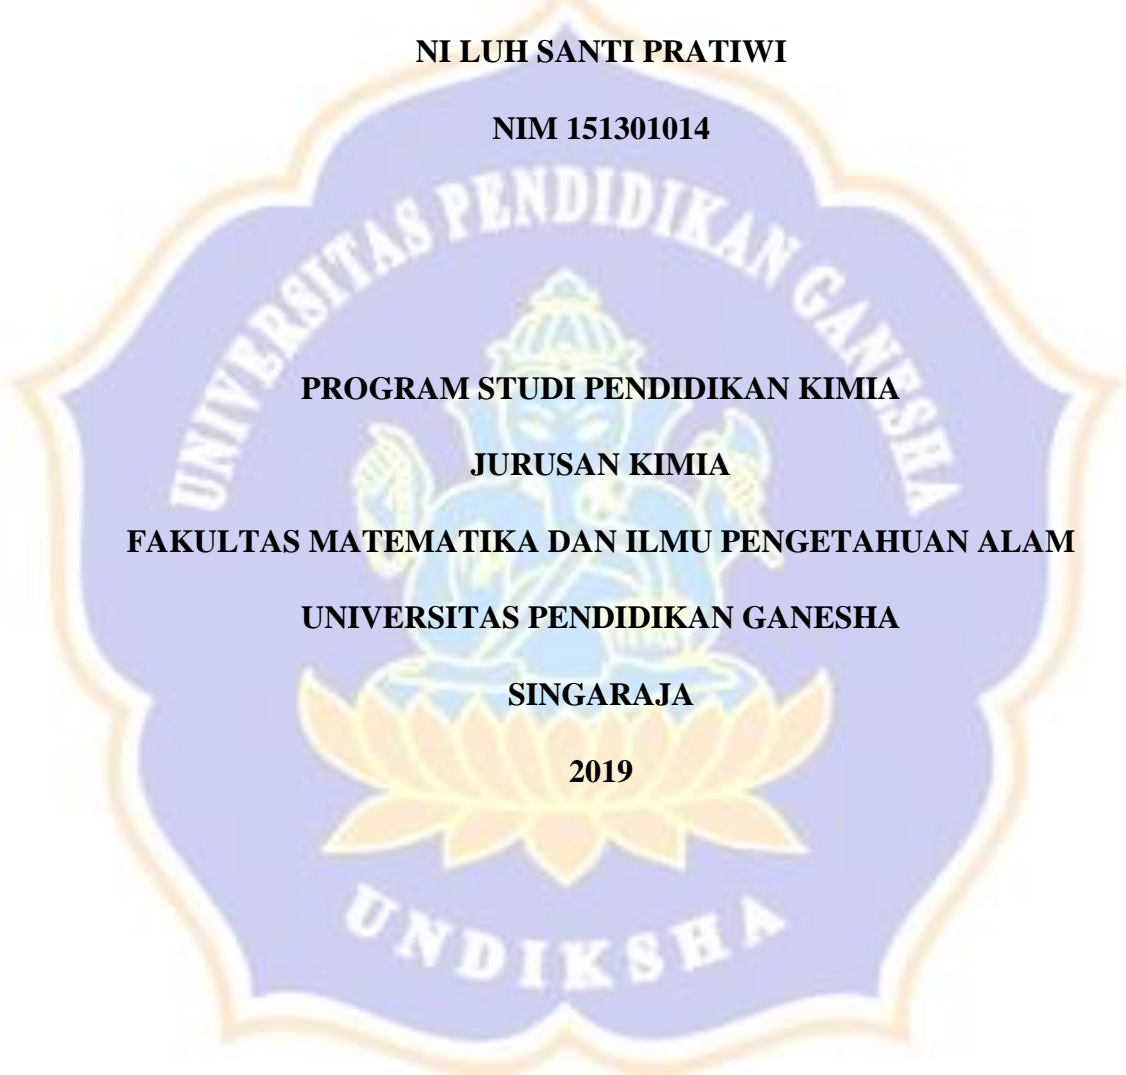 NI LUH SANTI PRATIWI
NIM 151301014
UNIVERSITAS PENDIDIKAN GANESHA
PROGRAM STUDI PENDIDIKAN KIMIA
JURUSAN KIMIA
FAKULTAS MATEMATIKA DAN ILMU PENGETAHUAN ALAM
UNIVERSITAS PENDIDIKAN GANESHA
SINGARAJA
2019
UNDIKSHA